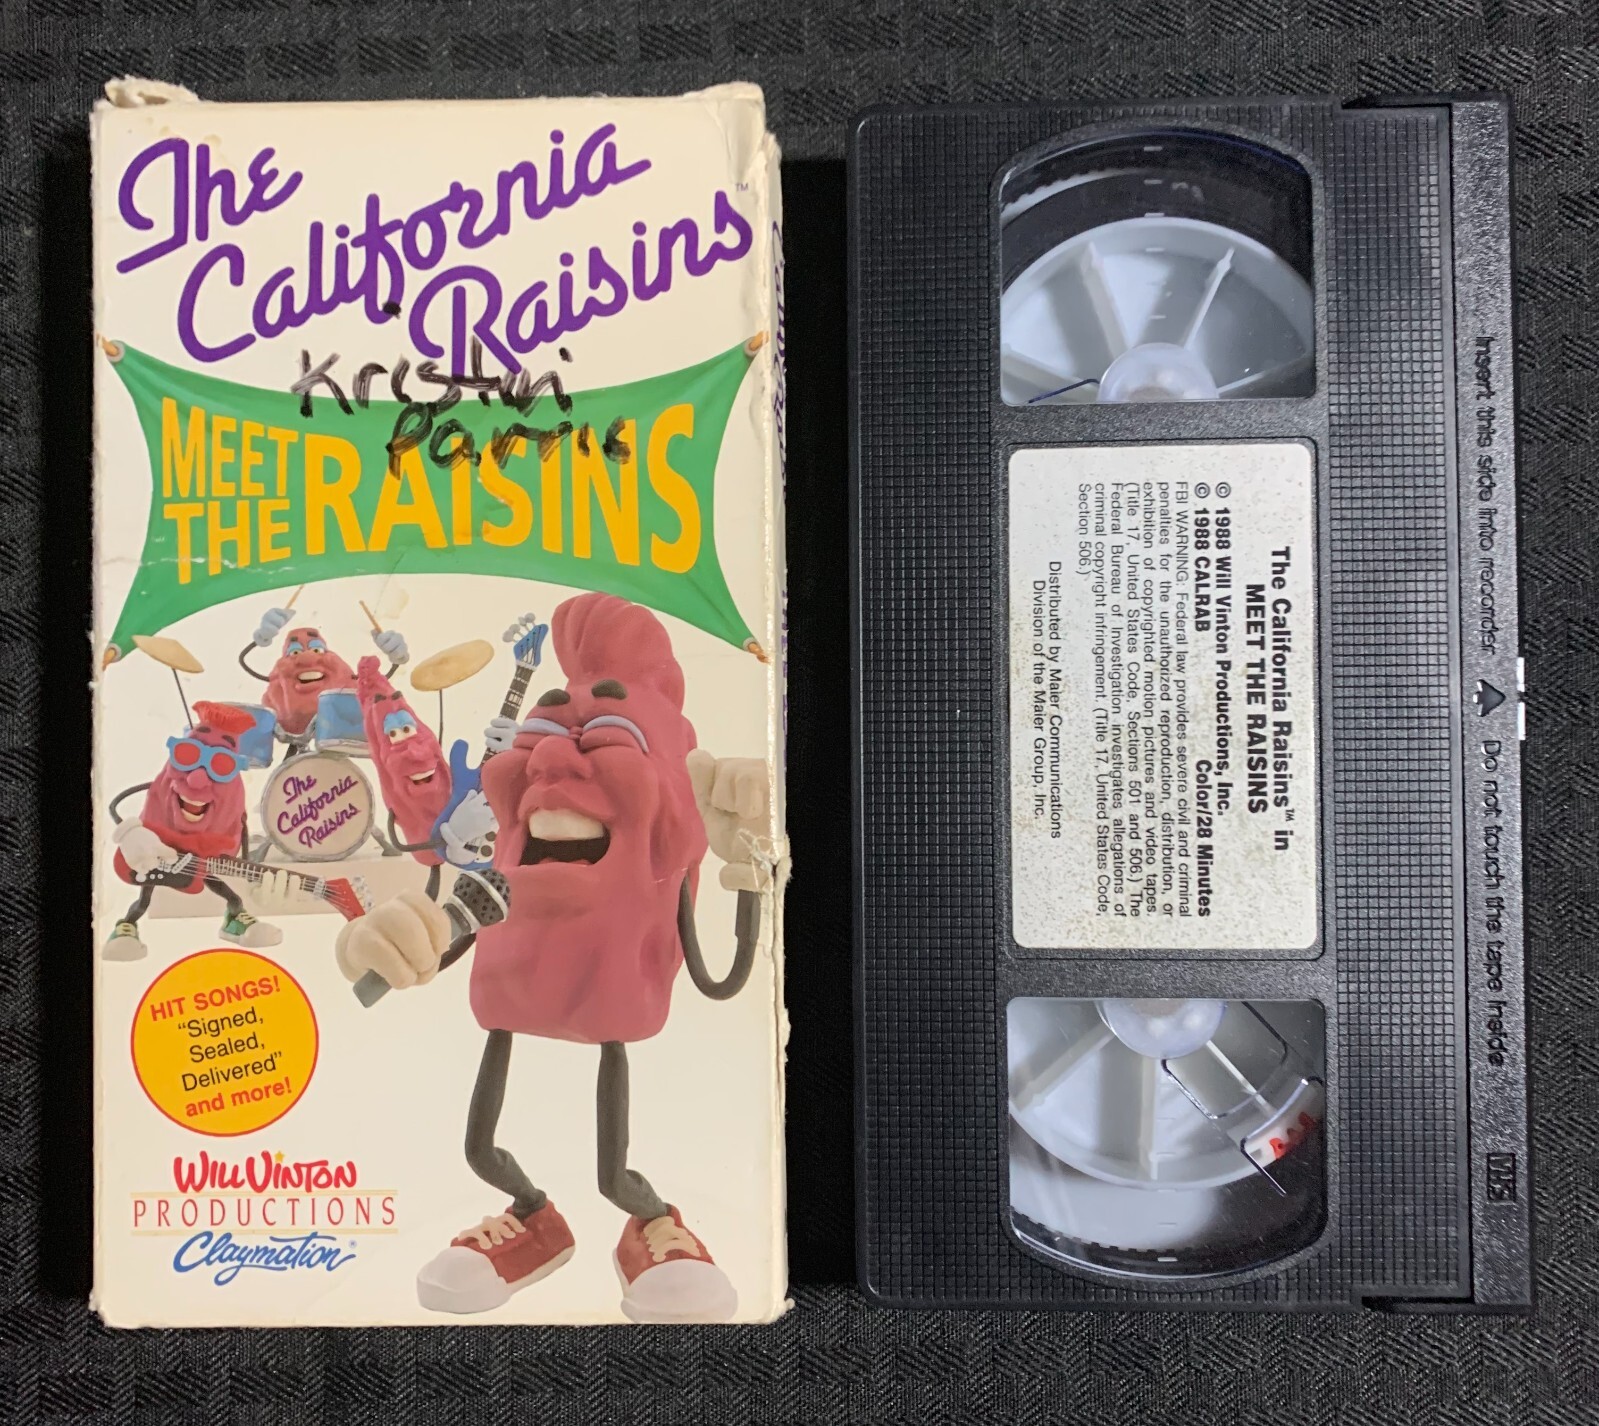 The
California
Raisins™
Kristin
Parris
MEET
THE RAISINS
The
California
Raisins
HIT SONGS!
"Signed,
Sealed,
Delivered"
and more!
WILL VINTON
PRODUCTIONS
Claymation®
The California Raisins™ in
MEET THE RAISINS
© 1988 Will Vinton Productions, Inc.
© 1988 CALRAB Color/28 Minutes
FBI WARNING: Federal law provides severe civil and criminal
penalties for the unauthorized reproduction, distribution, or
exhibition of copyrighted motion pictures and video tapes.
(Title 17, United States Code, Sections 501 and 506.) The
Federal Bureau of Investigation investigates allegations of
criminal copyright infringement. (Title 17, United States Code,
Section 506.)
Distributed by Maier Communications
Division of the Maier Group, Inc.
Insert this side into recorder Do not touch the tape inside
VHS